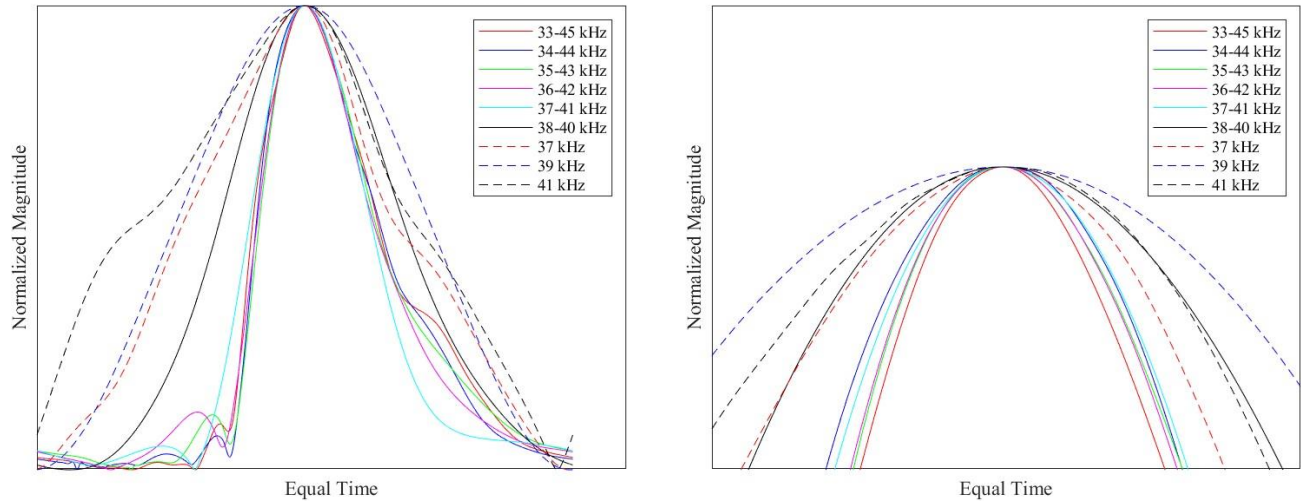 Normalized Magnitude
33-45 kHz
34-44 kHz
35-43 kHz
36-42 kHz
37-41 kHz
38-40 kHz
37 kHz
39 kHz
41 kHz
Equal Time
Normalized Magnitude
33-45 kHz
34-44 kHz
35-43 kHz
36-42 kHz
37-41 kHz
38-40 kHz
37 kHz
39 kHz
41 kHz
Equal Time